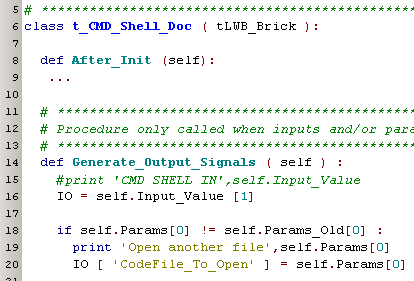 5 # ****************************************************
6 class t_CMD_Shell_Doc ( tLWB_Brick ):
7
8 def After_Init (self):
9 ...
10
11 # **************************************************
12 # Procedure only called when inputs and/or para
13 # **************************************************
14 def Generate_Output_Signals ( self ) :
15 #print 'CMD SHELL IN',self.Input_Value
16 IO = self.Input_Value [1]
17
18 if self.Params[0] != self.Params_Old[0] :
19 print 'Open another file',self.Params[0]
20 IO [ 'CodeFile_To_Open' ] = self.Params[0]